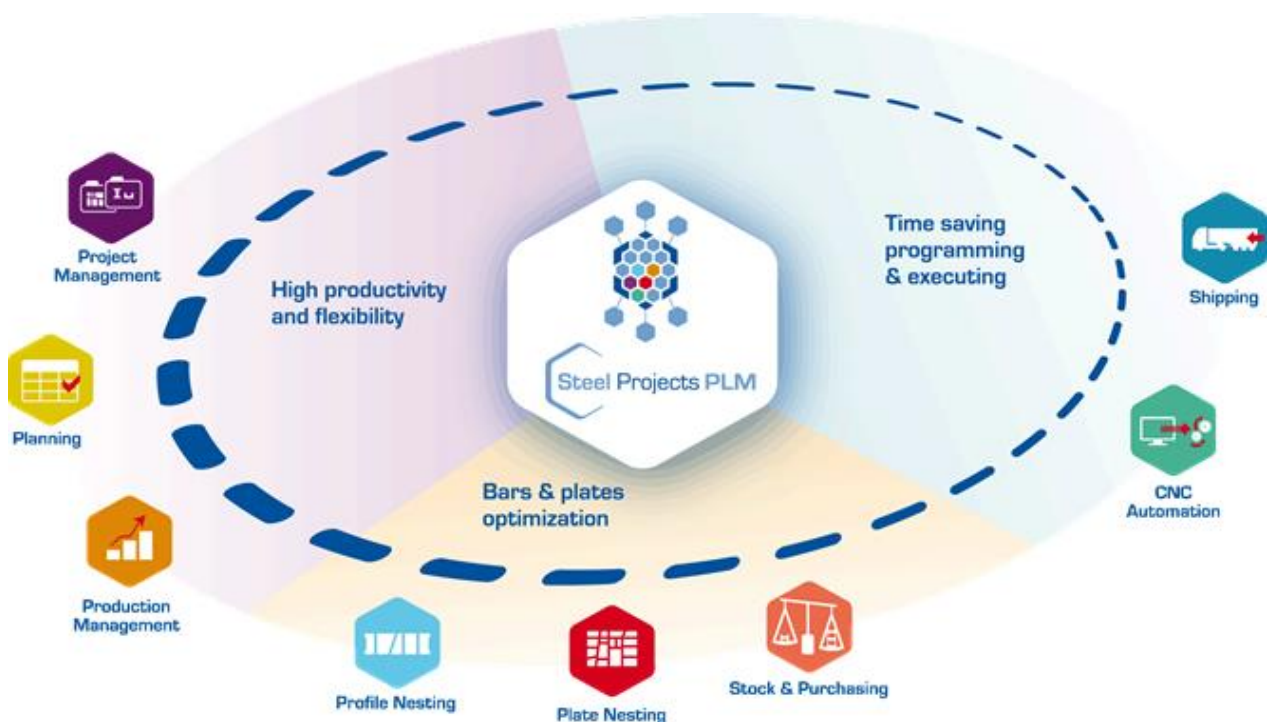 Project
Management
High productivity
and flexibility
Time saving
programming
& executing
Shipping
Steel Projects PLM
Planning
Bars & plates
optimization
CNC
Automation
Production
Management
Profile Nesting
Plate Nesting
Stock & Purchasing